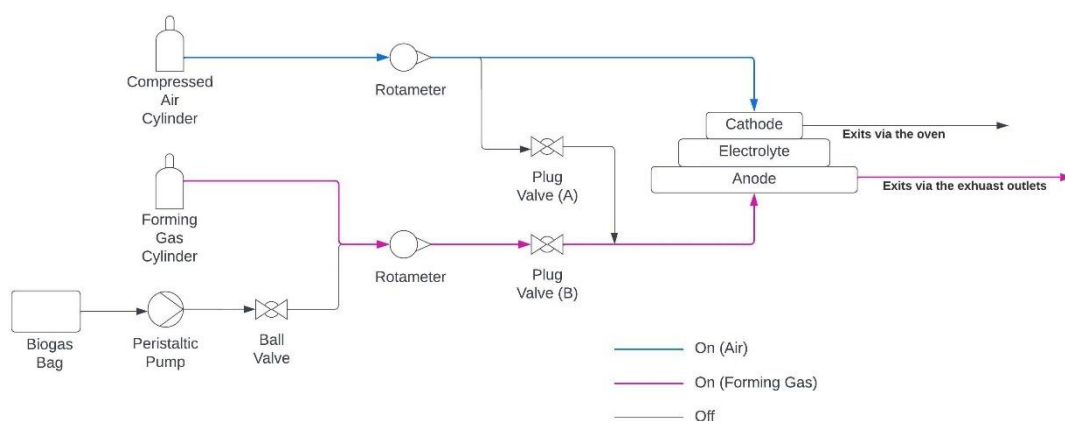 Compressed
Air
Cylinder
Rotameter
Cathode
Exits via the oven
Electrolyte
Anode
Exits via the exhuast outlets
Plug
Valve (A)
Forming
Gas
Cylinder
Rotameter
Plug
Valve (B)
Biogas
Bag
Peristaltic
Pump
Ball
Valve
On (Air)
On (Forming Gas)
Off